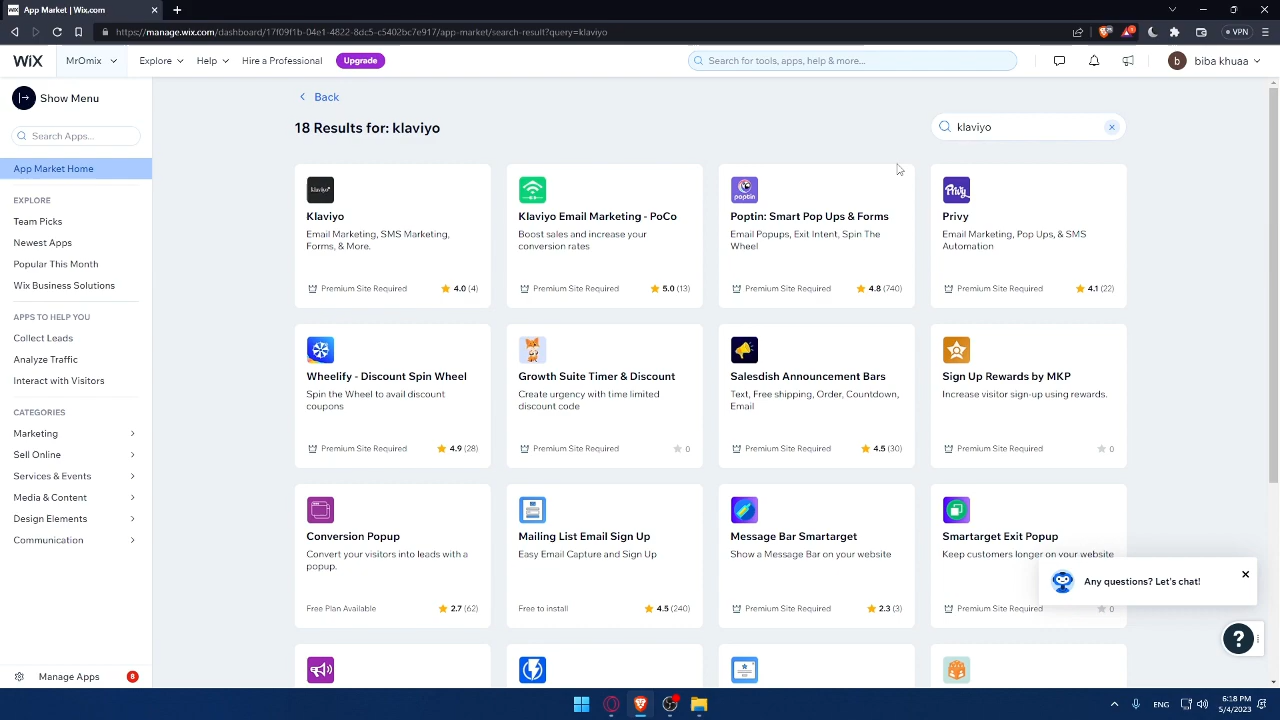 App Market | Wix.com
https://manage.wix.com/dashboard/17f09f1b-04e1-4822-8dc5-c5402bc7e917/app-market/search-result?query=klaviyo
VPN
WiX
MrOmix
Explore
Help
Hire a Professional
Upgrade
Search for tools, apps, help & more...
b
biba khuaa
Show Menu
Search Apps...
App Market Home
EXPLORE
Team Picks
Newest Apps
Popular This Month
Wix Business Solutions
APPS TO HELP YOU
Collect Leads
Analyze Traffic
Interact with Visitors
CATEGORIES
Marketing
Sell Online
Services & Events
Media & Content
Design Elements
Communication
Manage Apps
8
Back
18 Results for: klaviyo
klaviyo
klaviyo
Klaviyo
Email Marketing, SMS Marketing,
Forms, & More.
Premium Site Required
4.0 (4)
Klaviyo Email Marketing - PoCo
Boost sales and increase your
conversion rates
Premium Site Required
5.0 (13)
poptin
Poptin: Smart Pop Ups & Forms
Email Popups, Exit Intent, Spin The
Wheel
Premium Site Required
4.8 (740)
Privy
Privy
Email Marketing, Pop Ups, & SMS
Automation
Premium Site Required
4.1 (22)
Wheelify - Discount Spin Wheel
Spin the Wheel to avail discount
coupons
Premium Site Required
4.9 (28)
Growth Suite Timer & Discount
Create urgency with time limited
discount code
Premium Site Required
0
Salesdish Announcement Bars
Text, Free shipping, Order, Countdown,
Email
Premium Site Required
4.5 (30)
Sign Up Rewards by MKP
Increase visitor sign-up using rewards.
Premium Site Required
0
Conversion Popup
Convert your visitors into leads with a
popup.
Free Plan Available
2.7 (62)
Mailing List Email Sign Up
Easy Email Capture and Sign Up
Free to install
4.5 (240)
Message Bar Smartarget
Show a Message Bar on your website
Premium Site Required
2.3 (3)
Smartarget Exit Popup
Keep customers longer on your website
Premium Site Required
0
Any questions? Let's chat!
?
ENG
6:18 PM
5/4/2023